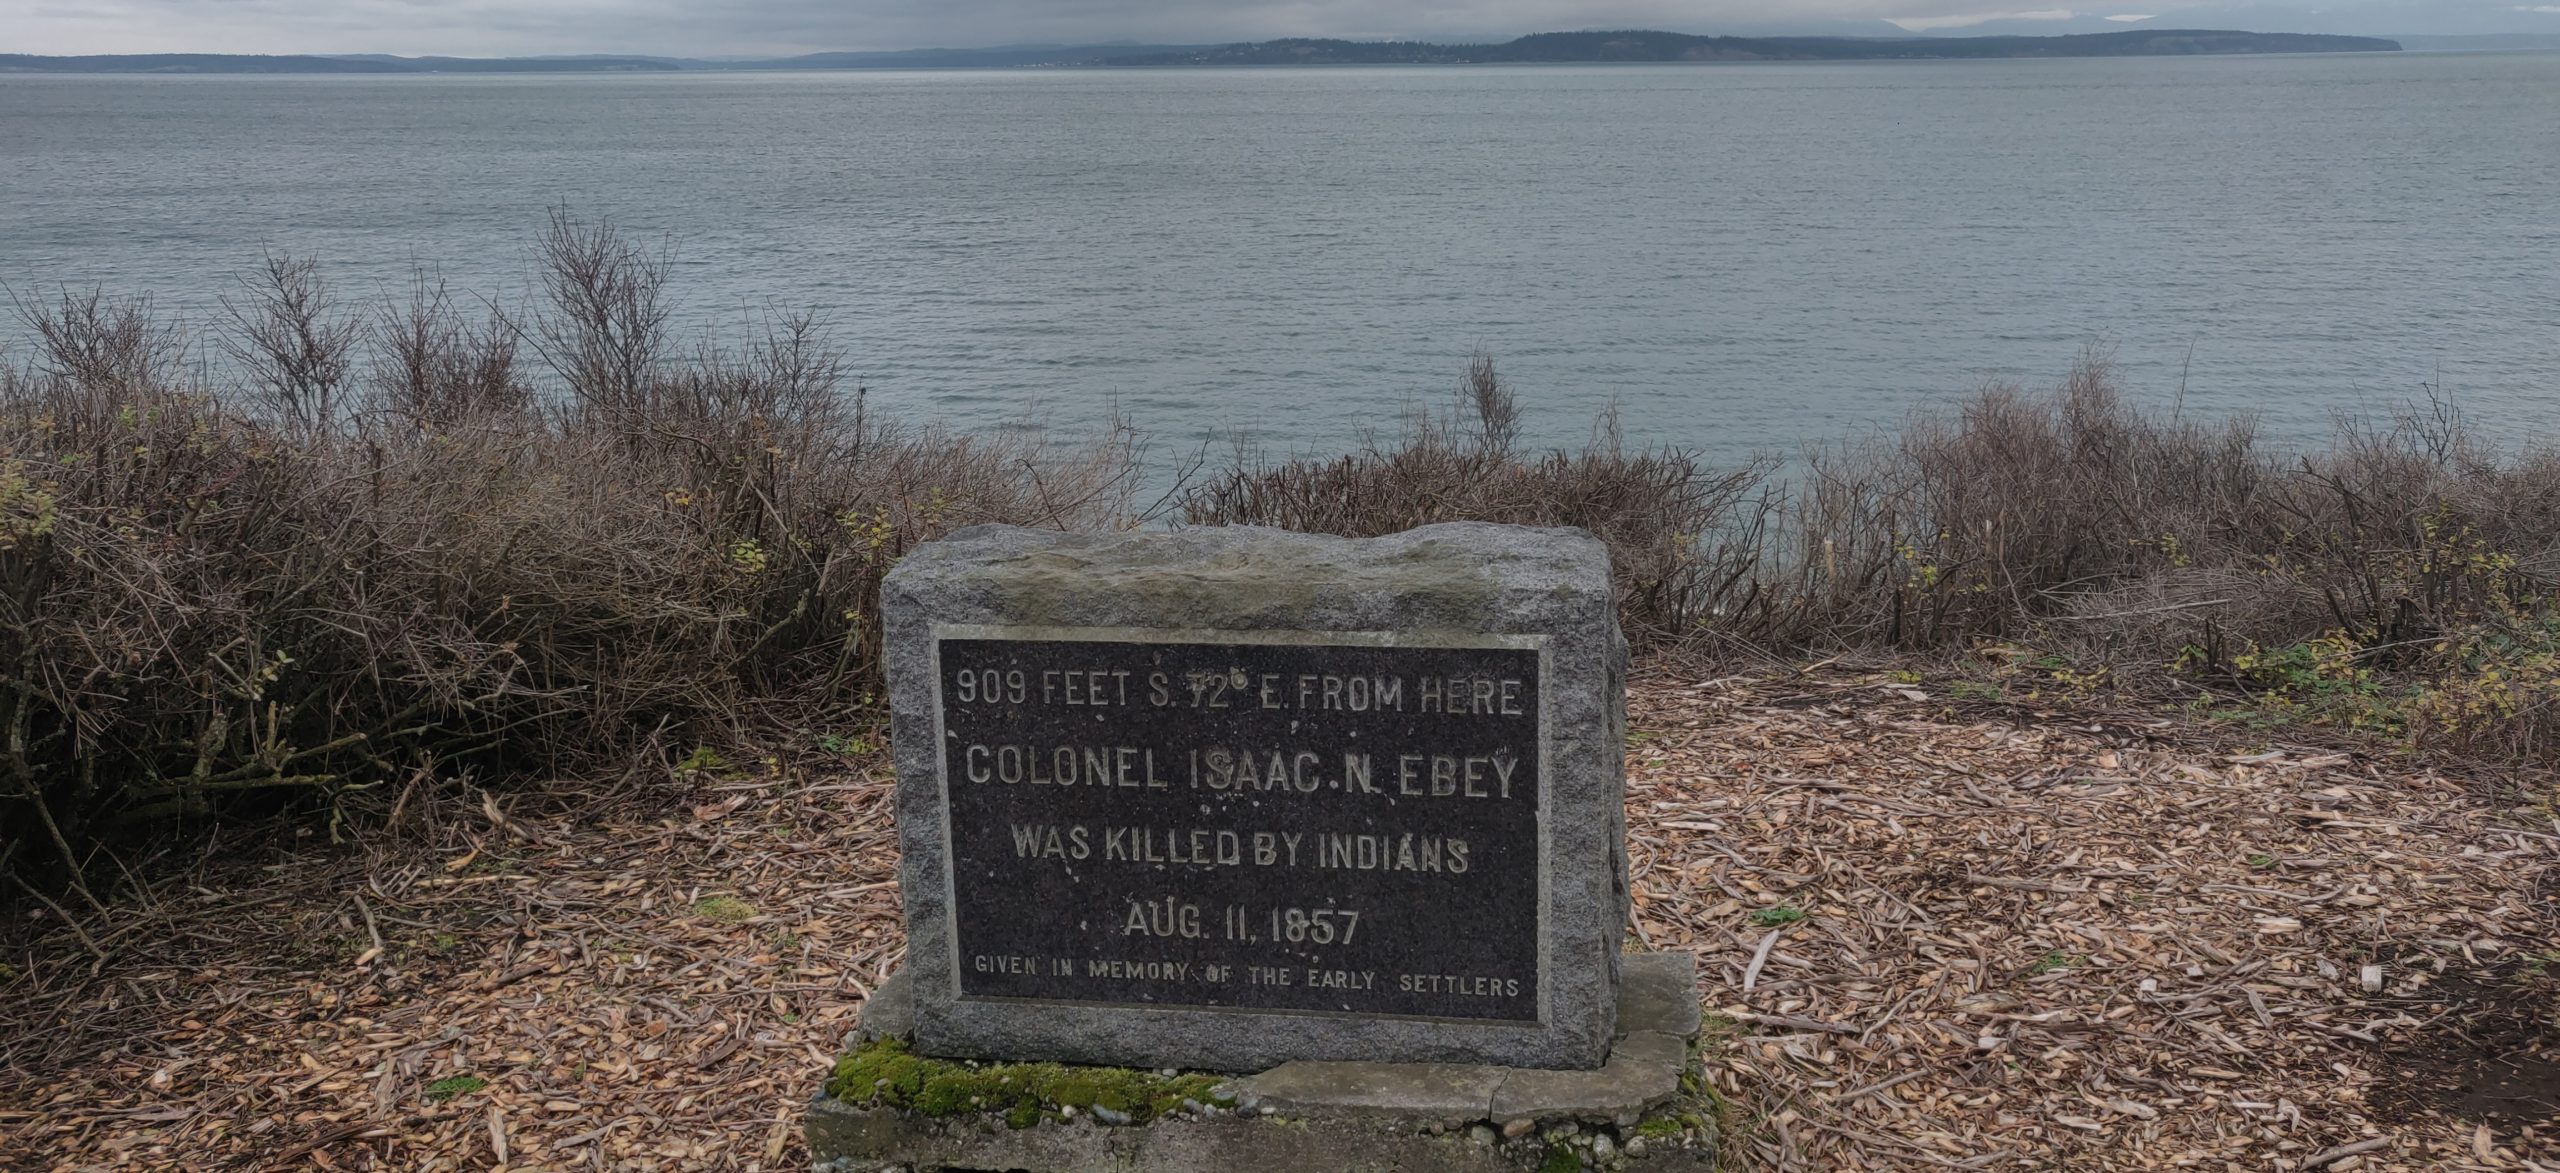 909 FEET S. 72° E. FROM HERE
COLONEL ISAAC. N. EBEY
WAS KILLED BY INDIANS
AUG. 11, 1857
GIVEN IN MEMORY OF THE EARLY SETTLERS